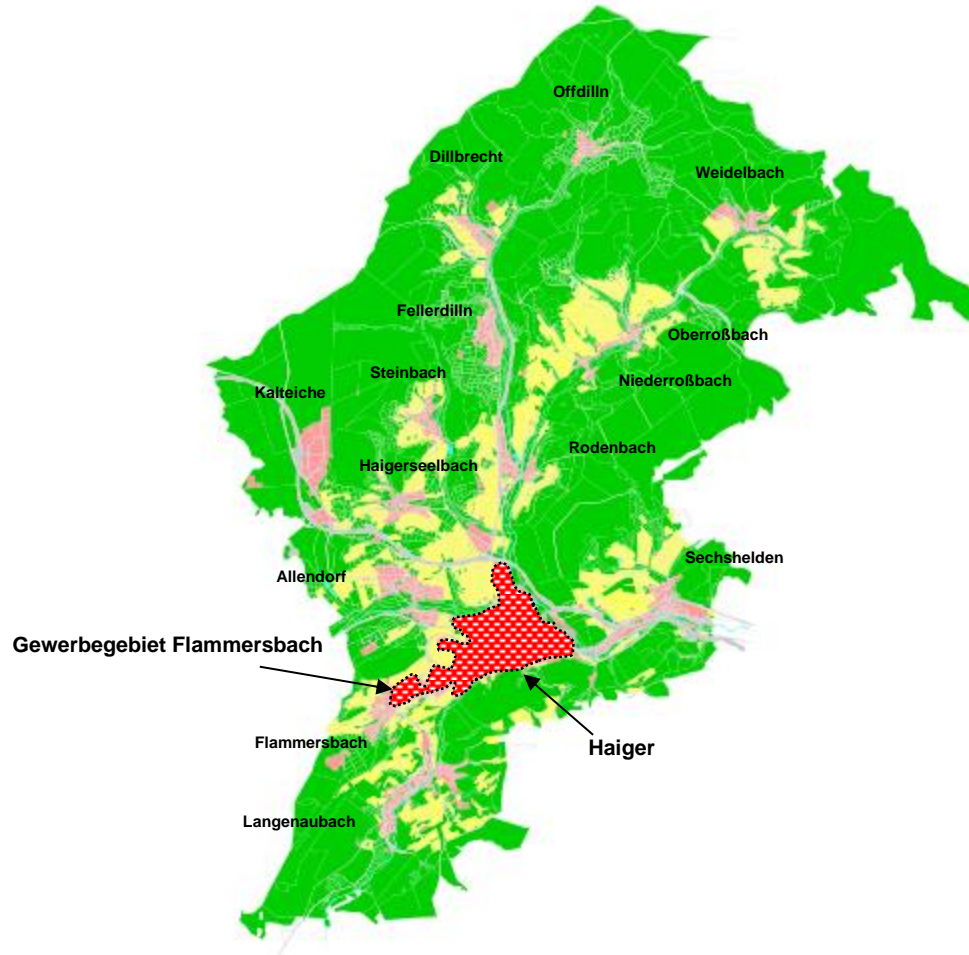 Offdilln
Dillbrecht
Weidelbach
Fellerdilln
Oberroßbach
Steinbach
Niederroßbach
Kalteiche
Rodenbach
Haigerseelbach
Sechshelden
Allendorf
Gewerbegebiet Flammersbach
Flammersbach
Haiger
Langenaubach